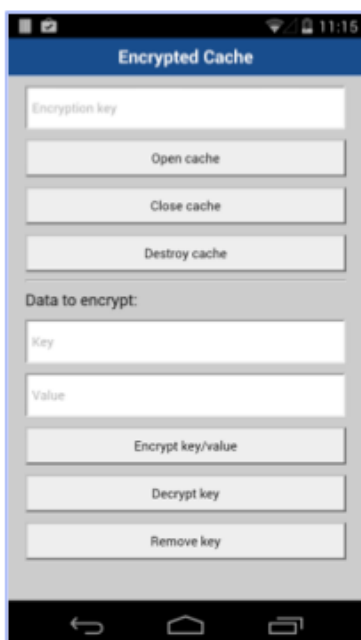 11:15
Encrypted Cache
Encryption key
Open cache
Close cache
Destroy cache
Data to encrypt:
Key
Value
Encrypt key/value
Decrypt key
Remove key